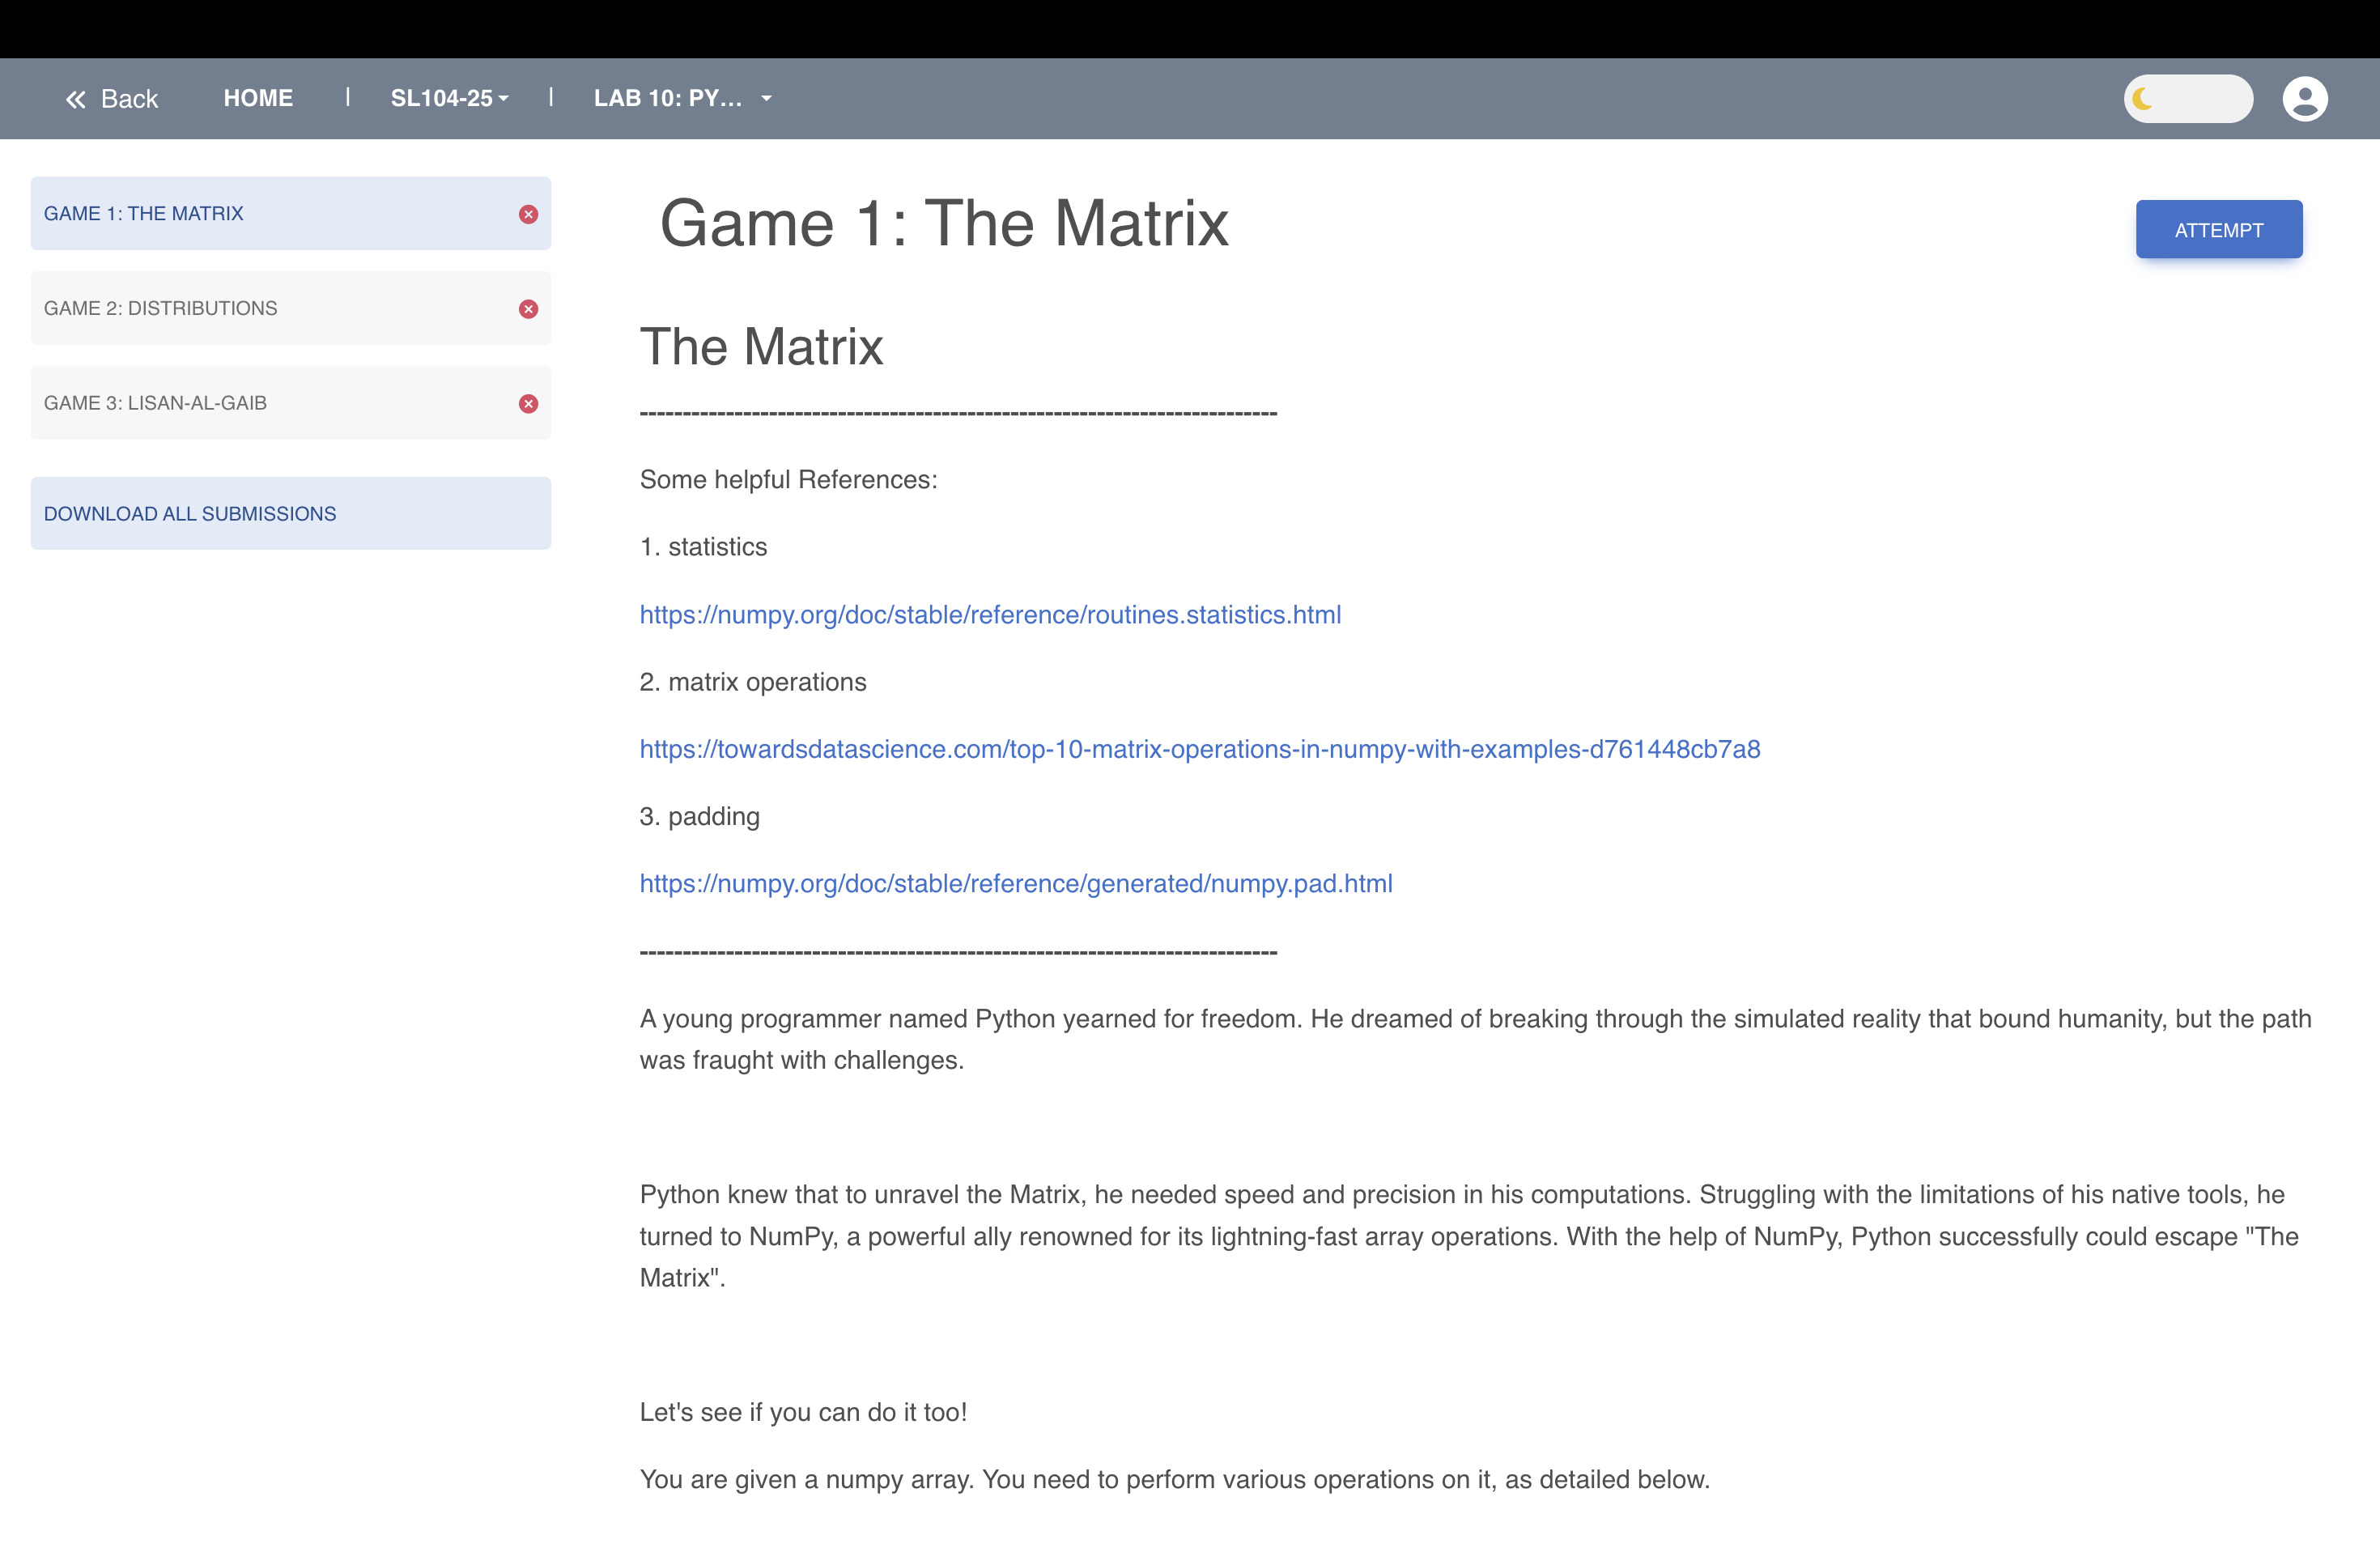 Back
HOME | SL104-25 | LAB 10: PY...
GAME 1: THE MATRIX
GAME 2: DISTRIBUTIONS
GAME 3: LISAN-AL-GAIB
DOWNLOAD ALL SUBMISSIONS
Game 1: The Matrix
ATTEMPT
The Matrix
--------------------------------------------------------------------------
Some helpful References:
1. statistics
https://numpy.org/doc/stable/reference/routines.statistics.html
2. matrix operations
https://towardsdatascience.com/top-10-matrix-operations-in-numpy-with-examples-d761448cb7a8
3. padding
https://numpy.org/doc/stable/reference/generated/numpy.pad.html
--------------------------------------------------------------------------
A young programmer named Python yearned for freedom. He dreamed of breaking through the simulated reality that bound humanity, but the path
was fraught with challenges.
Python knew that to unravel the Matrix, he needed speed and precision in his computations. Struggling with the limitations of his native tools, he
turned to NumPy, a powerful ally renowned for its lightning-fast array operations. With the help of NumPy, Python successfully could escape "The
Matrix".
Let's see if you can do it too!
You are given a numpy array. You need to perform various operations on it, as detailed below.